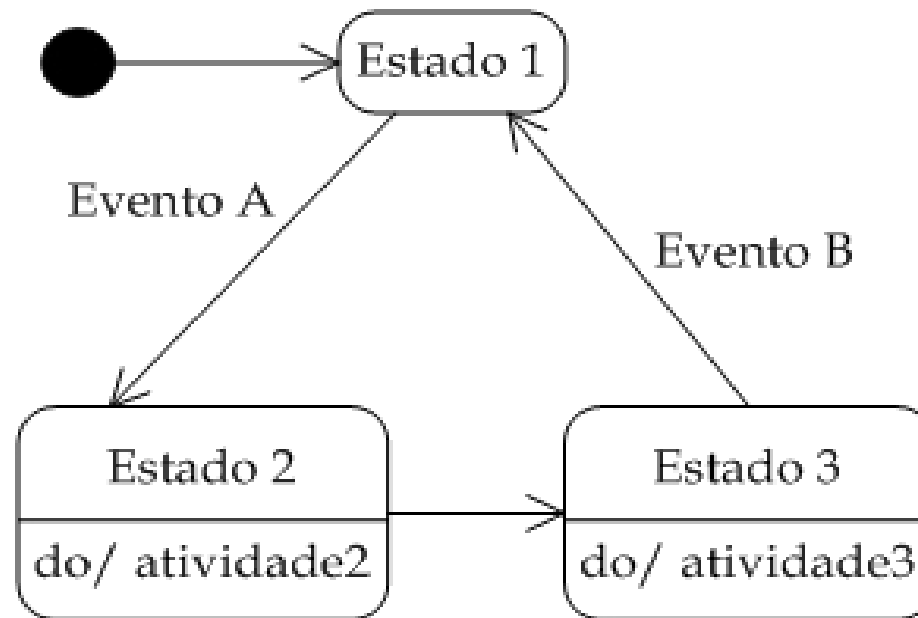 Estado 1
Evento A
Evento B
Estado 2
do/ atividade2
Estado 3
do/ atividade3